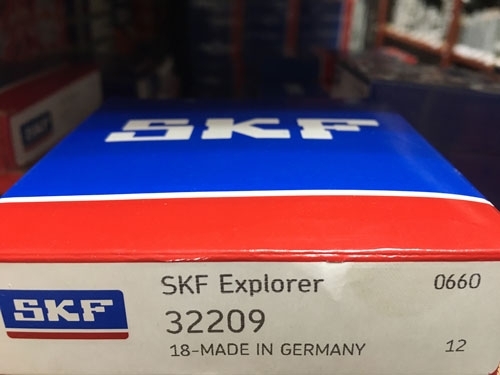 SKF
SKF Explorer 0660
SKF
32209
18-MADE IN GERMANY 12